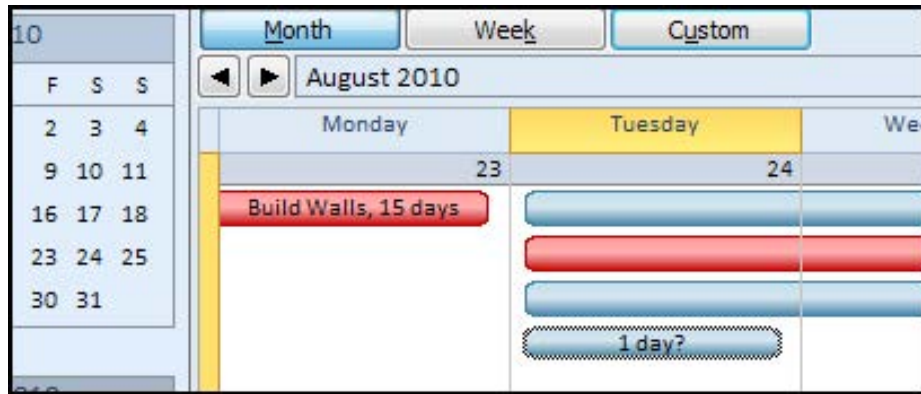 10
Month Week Custom
August 2010
F S S
2 3 4
9 10 11
16 17 18
23 24 25
30 31
Monday Tuesday We
23 24
Build Walls, 15 days
1 day?